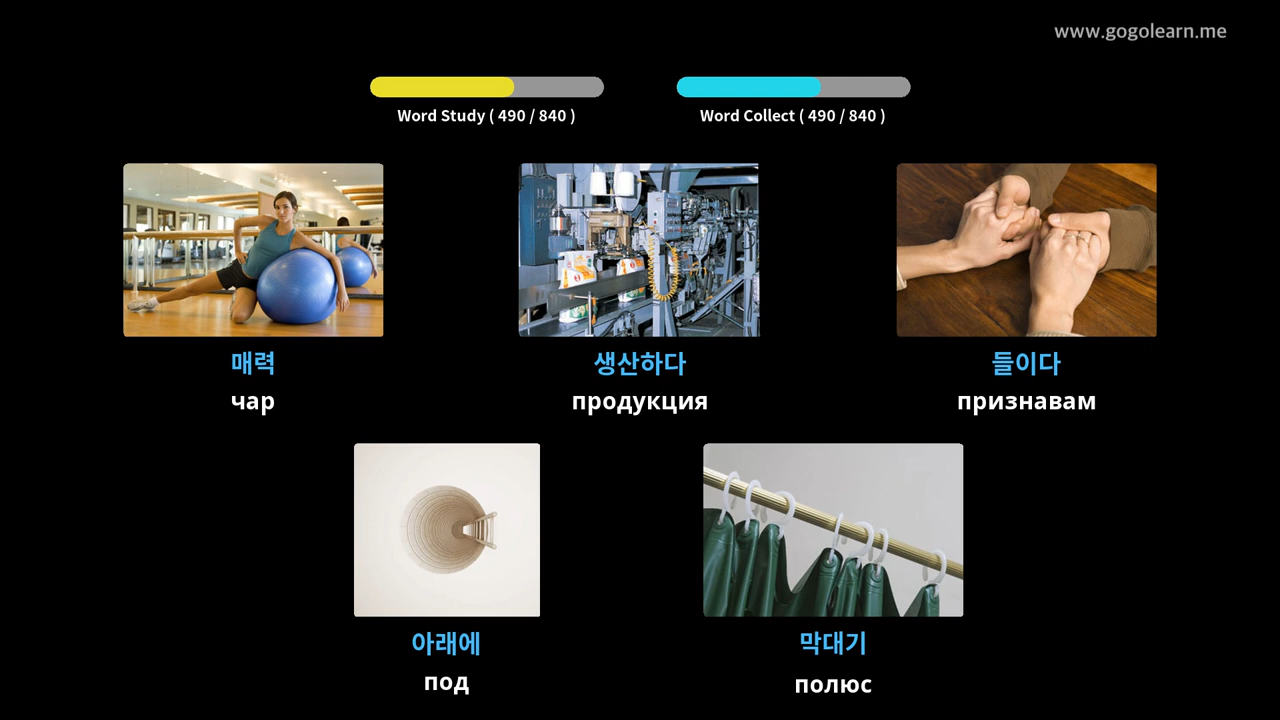 www.gogolearn.me
Word Study ( 490 / 840 )
Word Collect ( 490 / 840 )
매력
чар
생산하다
продукция
들이다
признавам
아래에
под
막대기
полюс